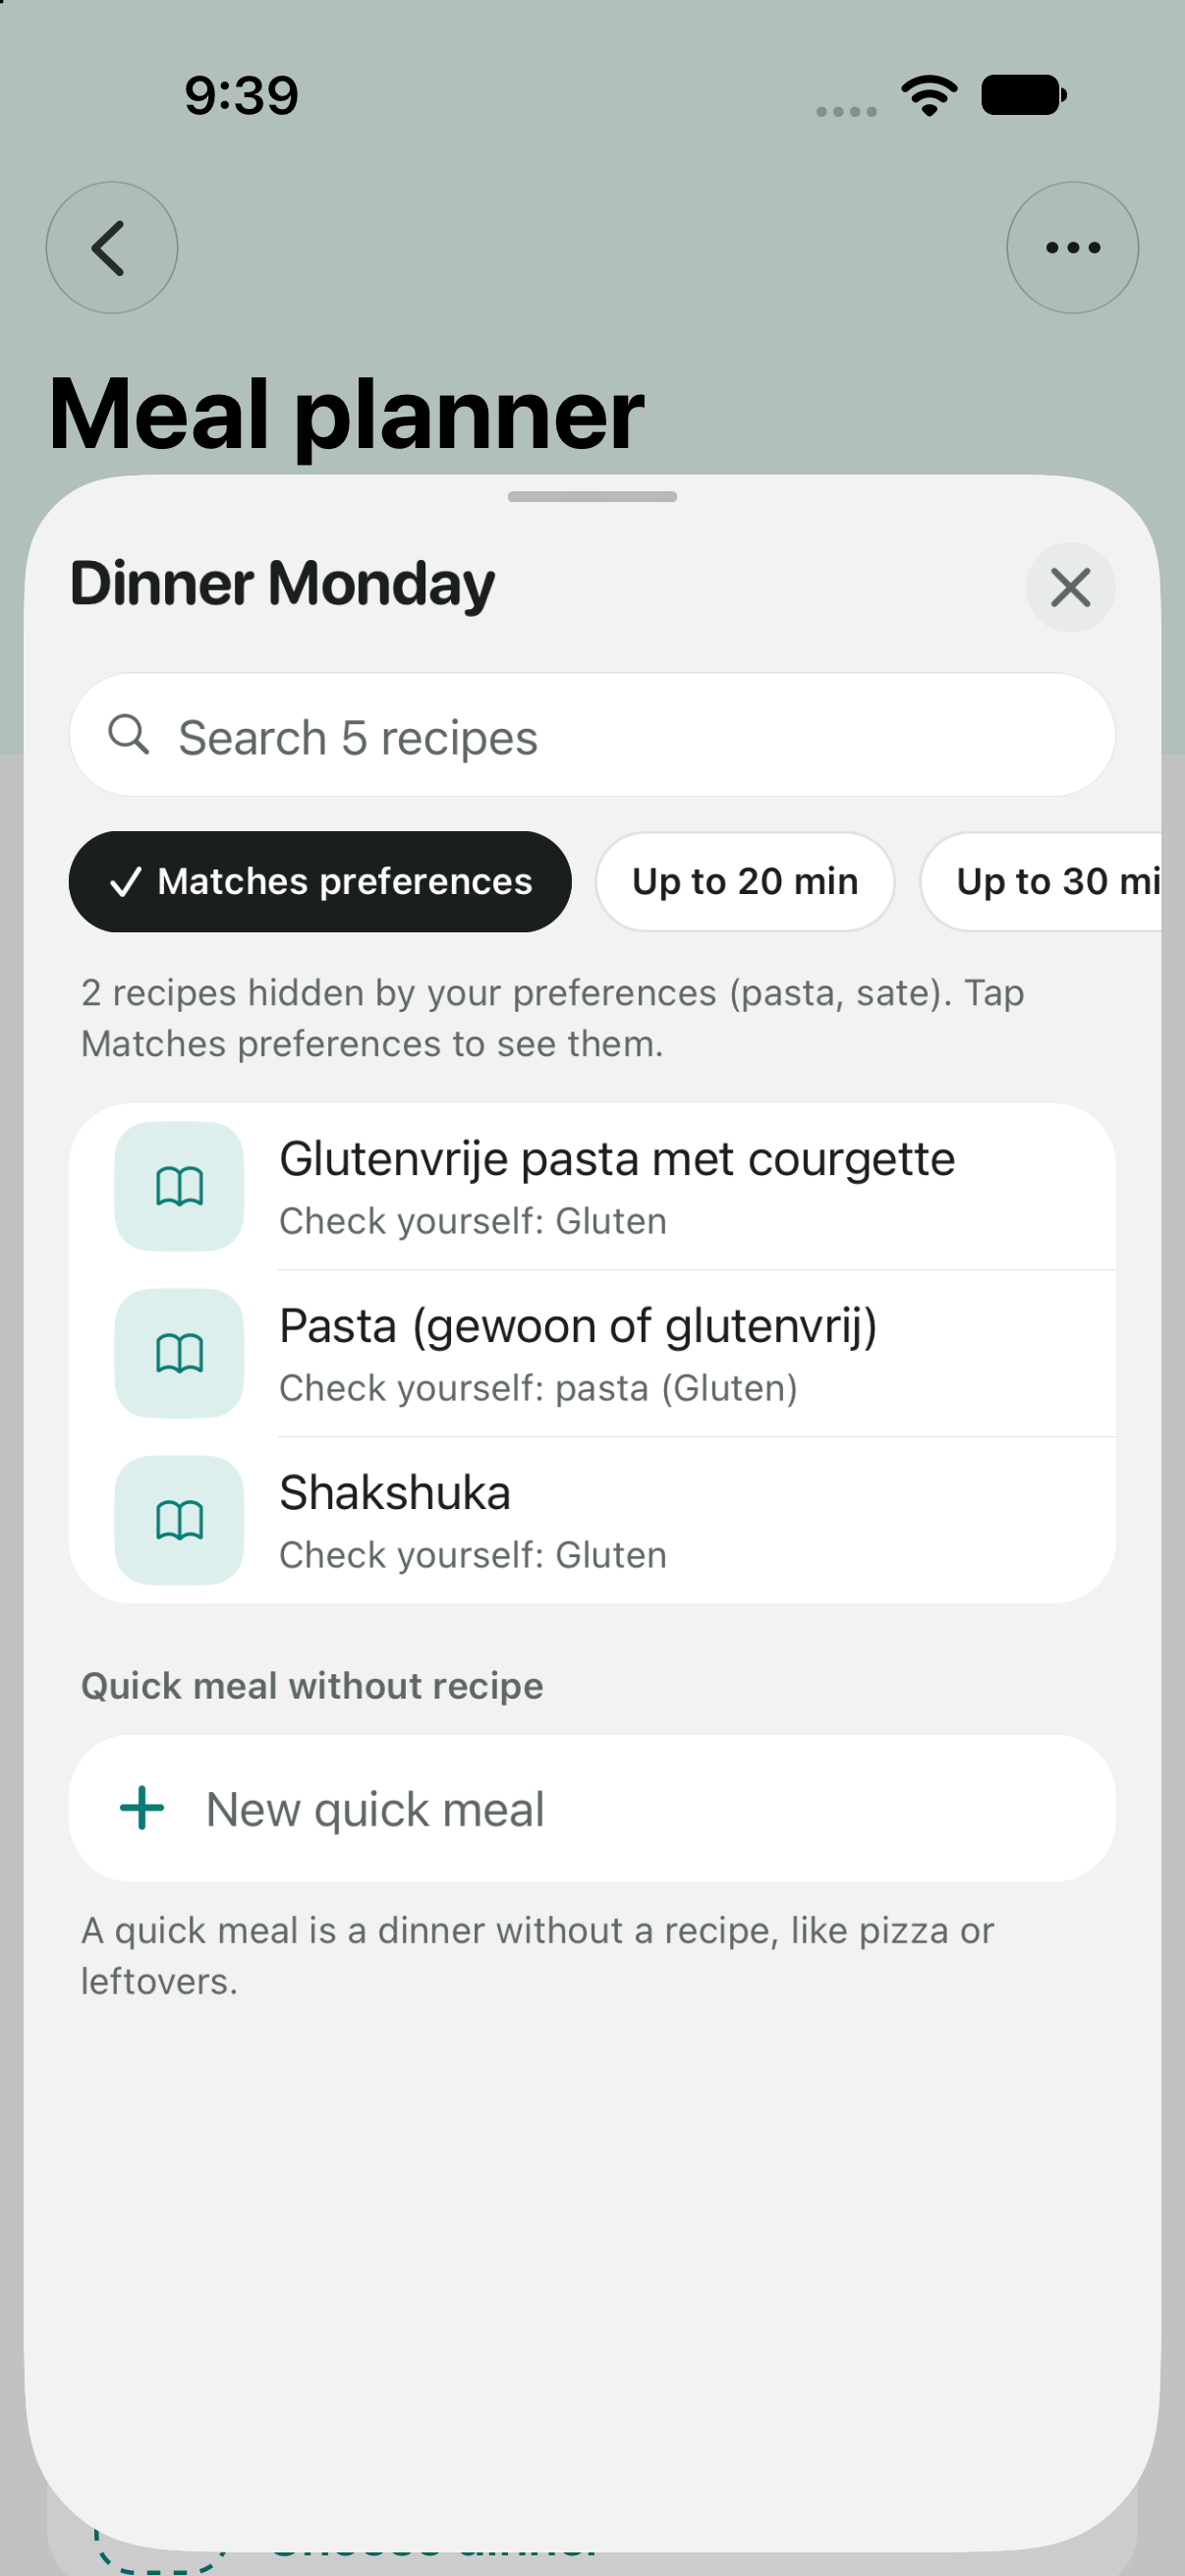 9:39
Meal planner
Dinner Monday
Search 5 recipes
Matches preferences
Up to 20 min
Up to 30 mi
2 recipes hidden by your preferences (pasta, sate). Tap
Matches preferences to see them.
Glutenvrije pasta met courgette
Check yourself: Gluten
Pasta (gewoon of glutenvrij)
Check yourself: pasta (Gluten)
Shakshuka
Check yourself: Gluten
Quick meal without recipe
New quick meal
A quick meal is a dinner without a recipe, like pizza or
leftovers.